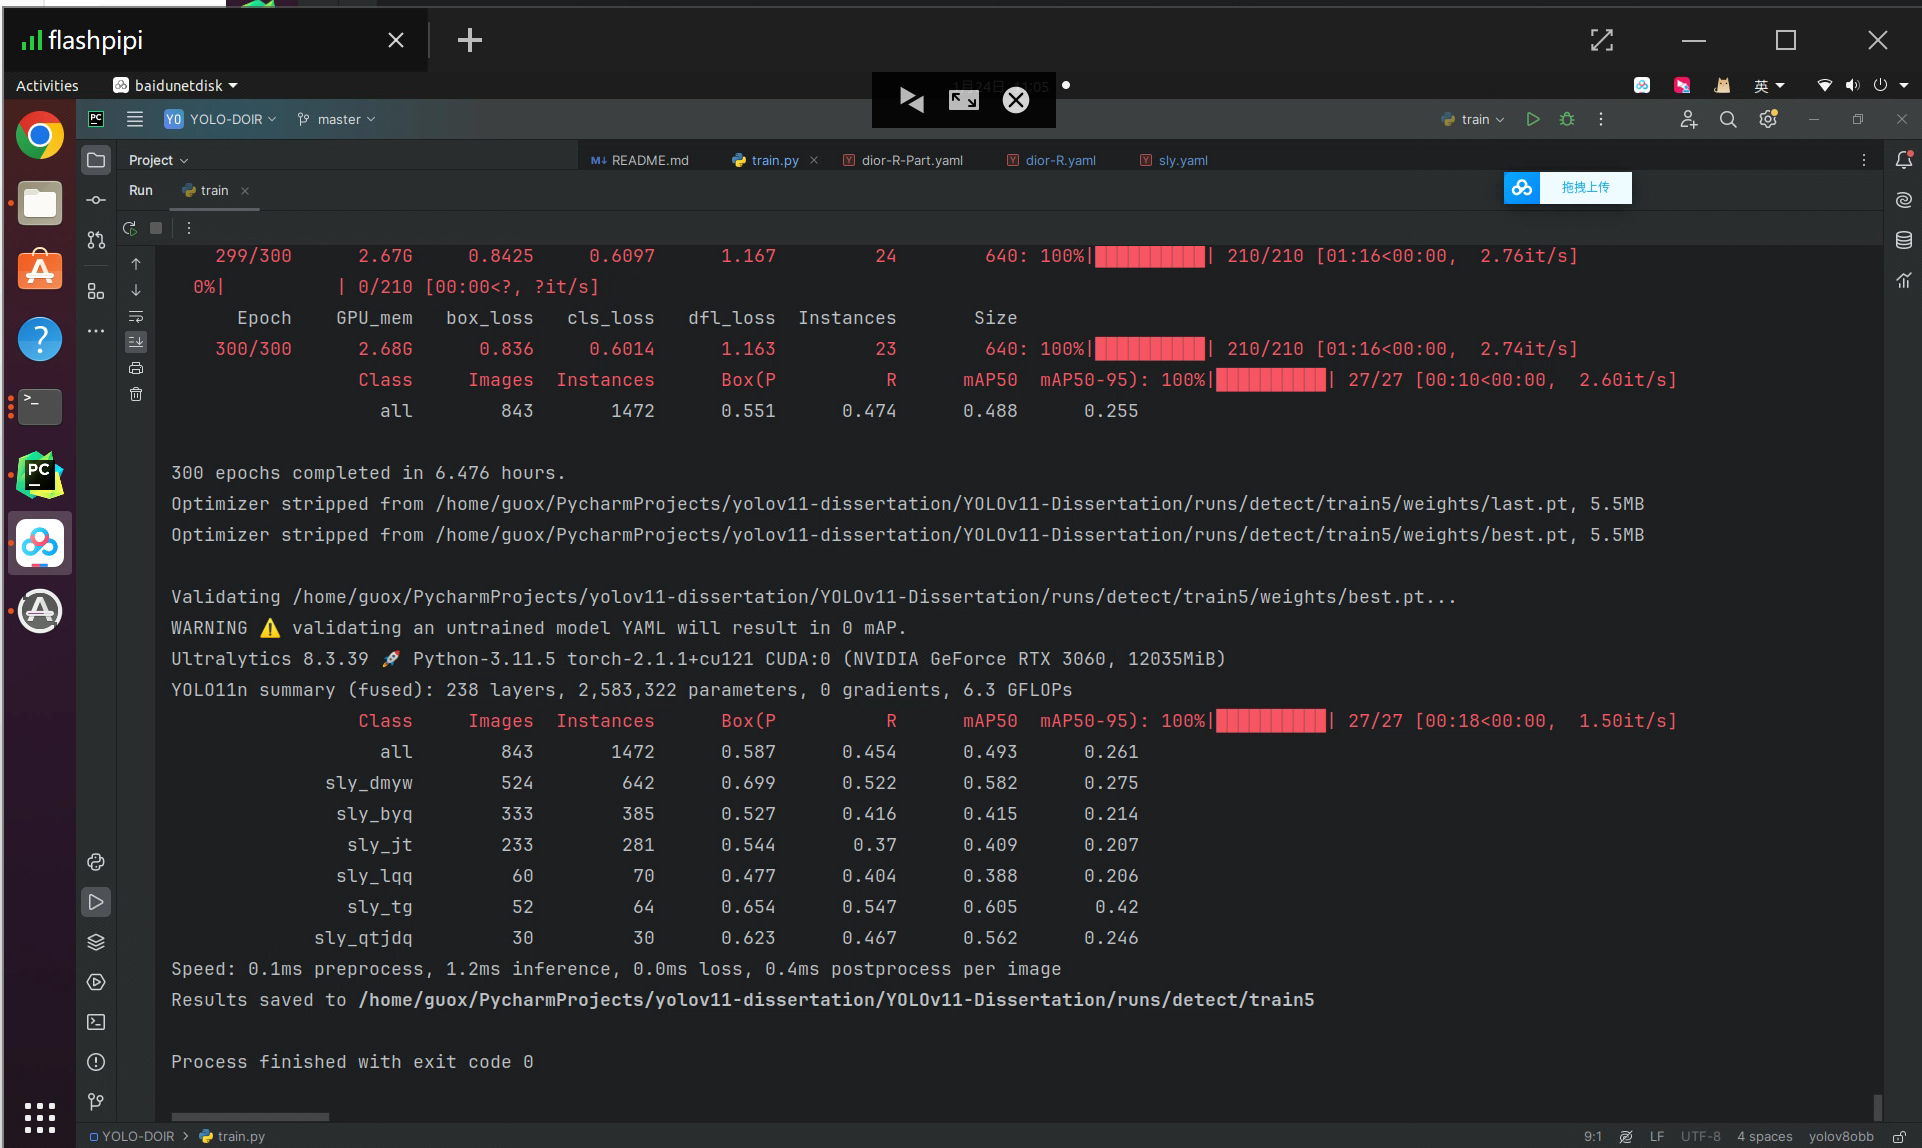 flashpipi
Activities baidunetdisk 1月24日 11:05 英
PC YO YOLO-DOIR master train
Project README.md train.py dior-R-Part.yaml dior-R.yaml sly.yaml
Run train 拖拽上传
299/300 2.67G 0.8425 0.6097 1.167 24 640: 100%|██████████| 210/210 [01:16<00:00, 2.76it/s]
0%| | 0/210 [00:00<?, ?it/s]
Epoch GPU_mem box_loss cls_loss dfl_loss Instances Size
300/300 2.68G 0.836 0.6014 1.163 23 640: 100%|██████████| 210/210 [01:16<00:00, 2.74it/s]
Class Images Instances Box(P R mAP50 mAP50-95): 100%|██████████| 27/27 [00:10<00:00, 2.60it/s]
all 843 1472 0.551 0.474 0.488 0.255
300 epochs completed in 6.476 hours.
Optimizer stripped from /home/guox/PycharmProjects/yolov11-dissertation/YOLOv11-Dissertation/runs/detect/train5/weights/last.pt, 5.5MB
Optimizer stripped from /home/guox/PycharmProjects/yolov11-dissertation/YOLOv11-Dissertation/runs/detect/train5/weights/best.pt, 5.5MB
Validating /home/guox/PycharmProjects/yolov11-dissertation/YOLOv11-Dissertation/runs/detect/train5/weights/best.pt...
WARNING ⚠️ validating an untrained model YAML will result in 0 mAP.
Ultralytics 8.3.39 🚀 Python-3.11.5 torch-2.1.1+cu121 CUDA:0 (NVIDIA GeForce RTX 3060, 12035MiB)
YOLO11n summary (fused): 238 layers, 2,583,322 parameters, 0 gradients, 6.3 GFLOPs
Class Images Instances Box(P R mAP50 mAP50-95): 100%|██████████| 27/27 [00:18<00:00, 1.50it/s]
all 843 1472 0.587 0.454 0.493 0.261
sly_dmyw 524 642 0.699 0.522 0.582 0.275
sly_byq 333 385 0.527 0.416 0.415 0.214
sly_jt 233 281 0.544 0.37 0.409 0.207
sly_lqq 60 70 0.477 0.404 0.388 0.206
sly_tg 52 64 0.654 0.547 0.605 0.42
sly_qtjdq 30 30 0.623 0.467 0.562 0.246
Speed: 0.1ms preprocess, 1.2ms inference, 0.0ms loss, 0.4ms postprocess per image
Results saved to /home/guox/PycharmProjects/yolov11-dissertation/YOLOv11-Dissertation/runs/detect/train5
Process finished with exit code 0
YOLO-DOIR > train.py 9:1 LF UTF-8 4 spaces yolov8obb